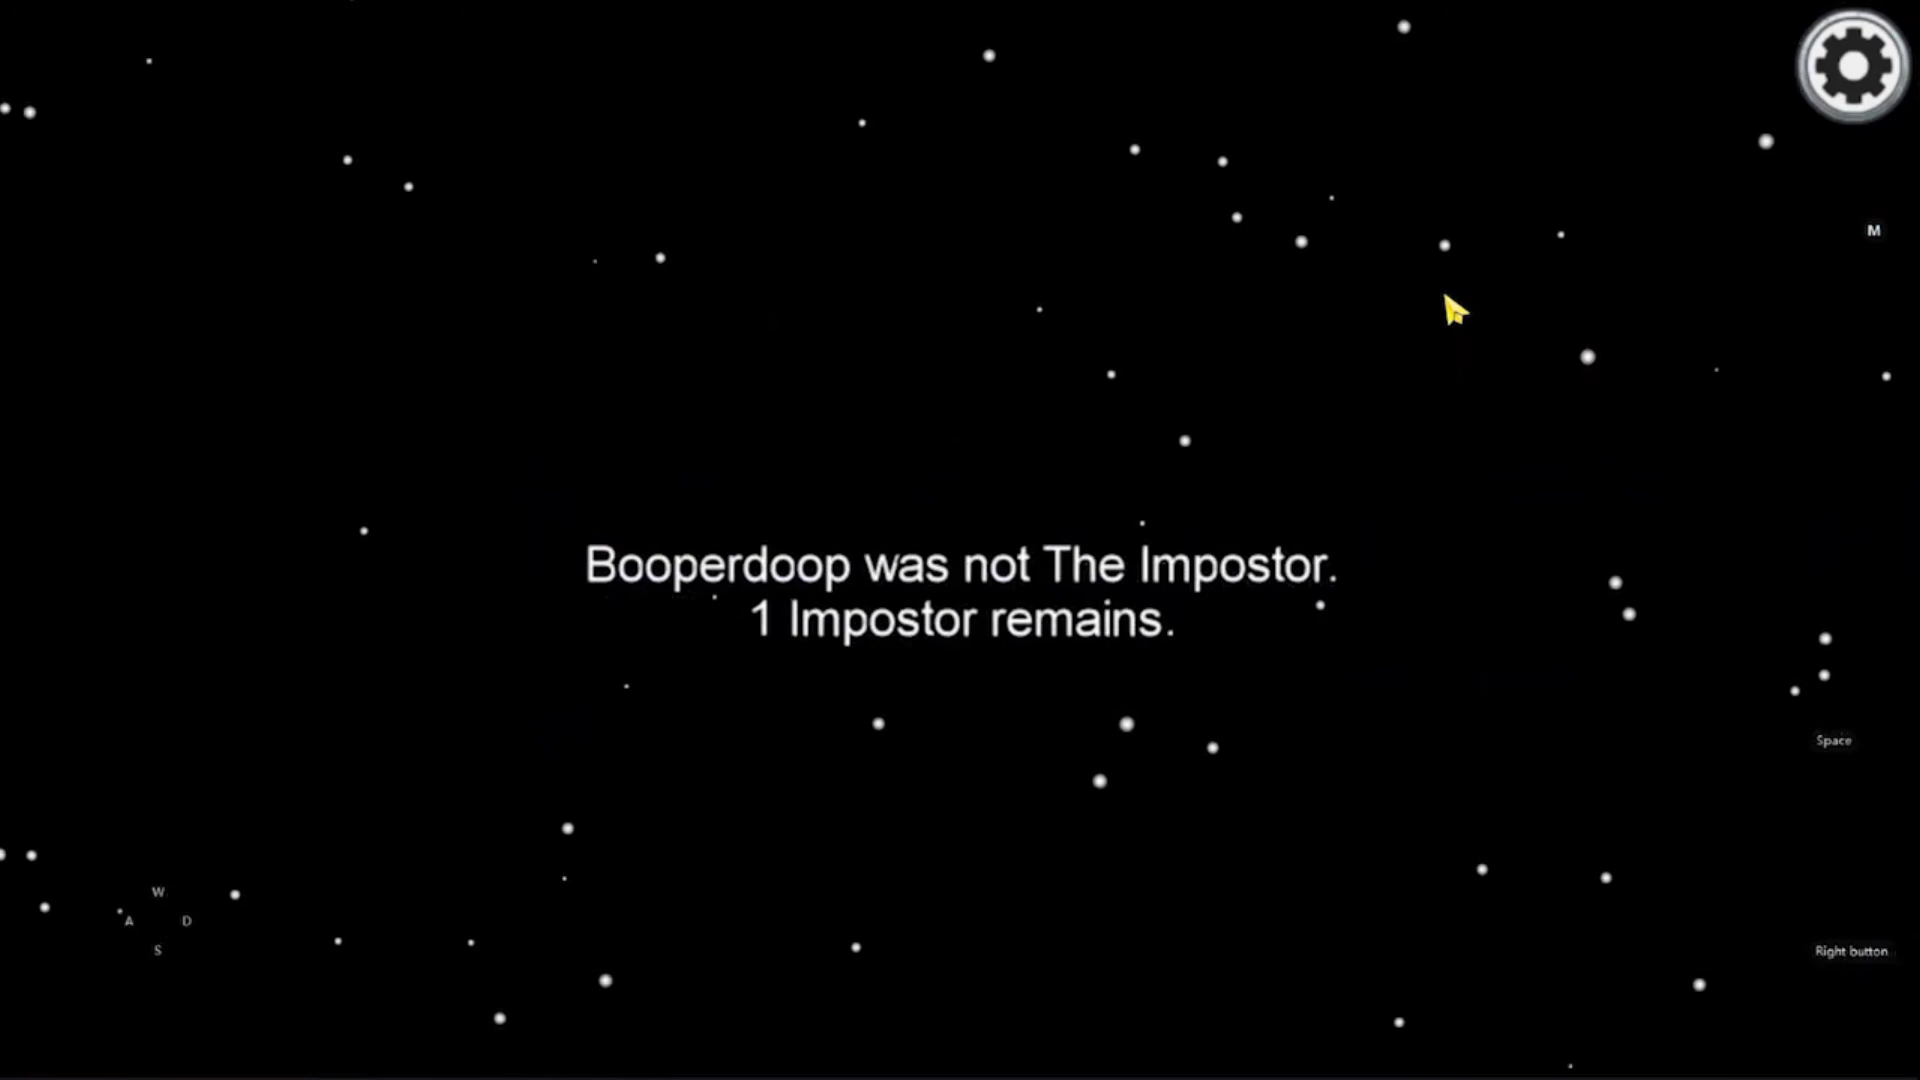 M
Booperdoop was not The Impostor.
1 Impostor remains.
Space
W
A D
S
Right button